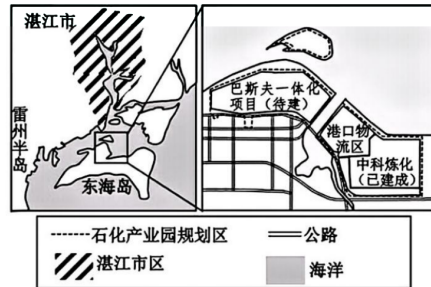 湛江市
雷州
半岛
东海岛
巴斯夫一体化
项目(待建)
港口物
流区
中科炼化
(已建成)
石化产业园规划区
公路
湛江市区
海洋